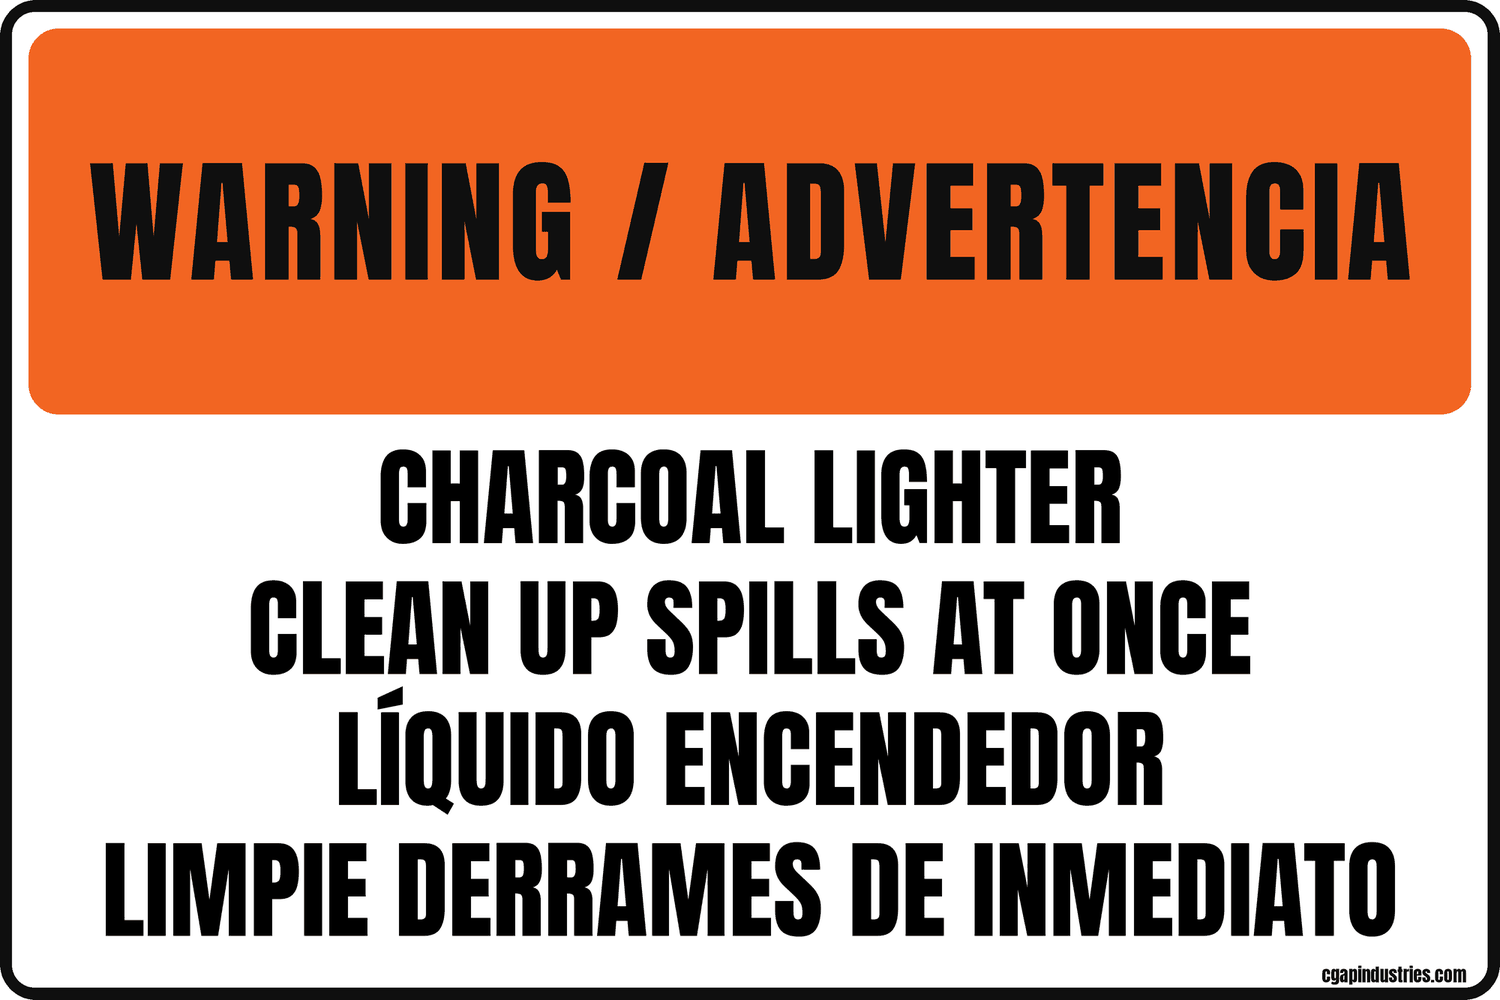 WARNING / ADVERTENCIA
CHARCOAL LIGHTER
CLEAN UP SPILLS AT ONCE
LÍQUIDO ENCENDEDOR
LIMPIE DERRAMES DE INMEDIATO
cgapindustries.com